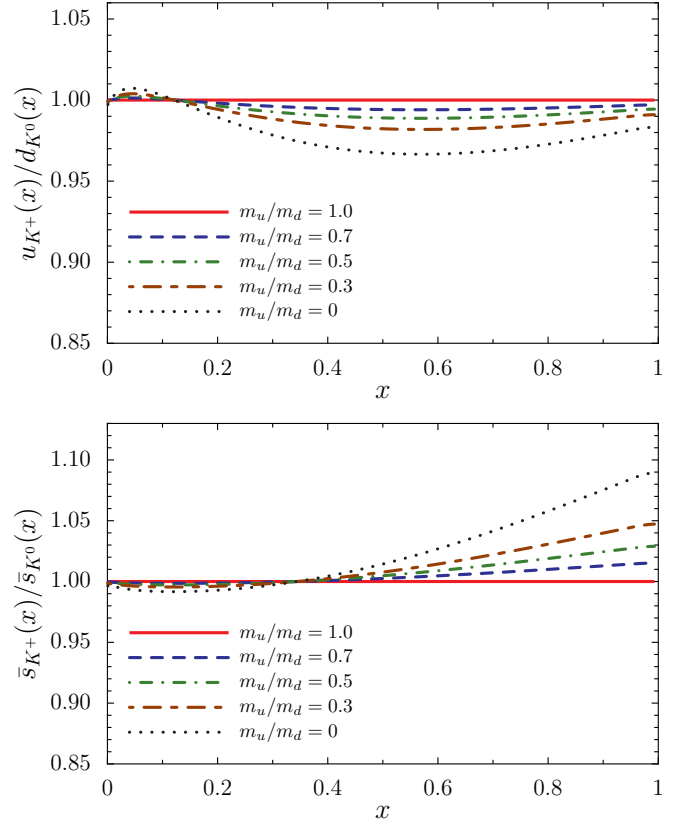 1.05
1.00
0.95
0.90
0.85
u_{K^+}(x)/d_{K^0}(x)
m_u/m_d = 1.0
m_u/m_d = 0.7
m_u/m_d = 0.5
m_u/m_d = 0.3
m_u/m_d = 0
0 0.2 0.4 0.6 0.8 1
x
1.10
1.05
1.00
0.95
0.90
0.85
s̄_{K^+}(x)/s̄_{K^0}(x)
m_u/m_d = 1.0
m_u/m_d = 0.7
m_u/m_d = 0.5
m_u/m_d = 0.3
m_u/m_d = 0
0 0.2 0.4 0.6 0.8 1
x